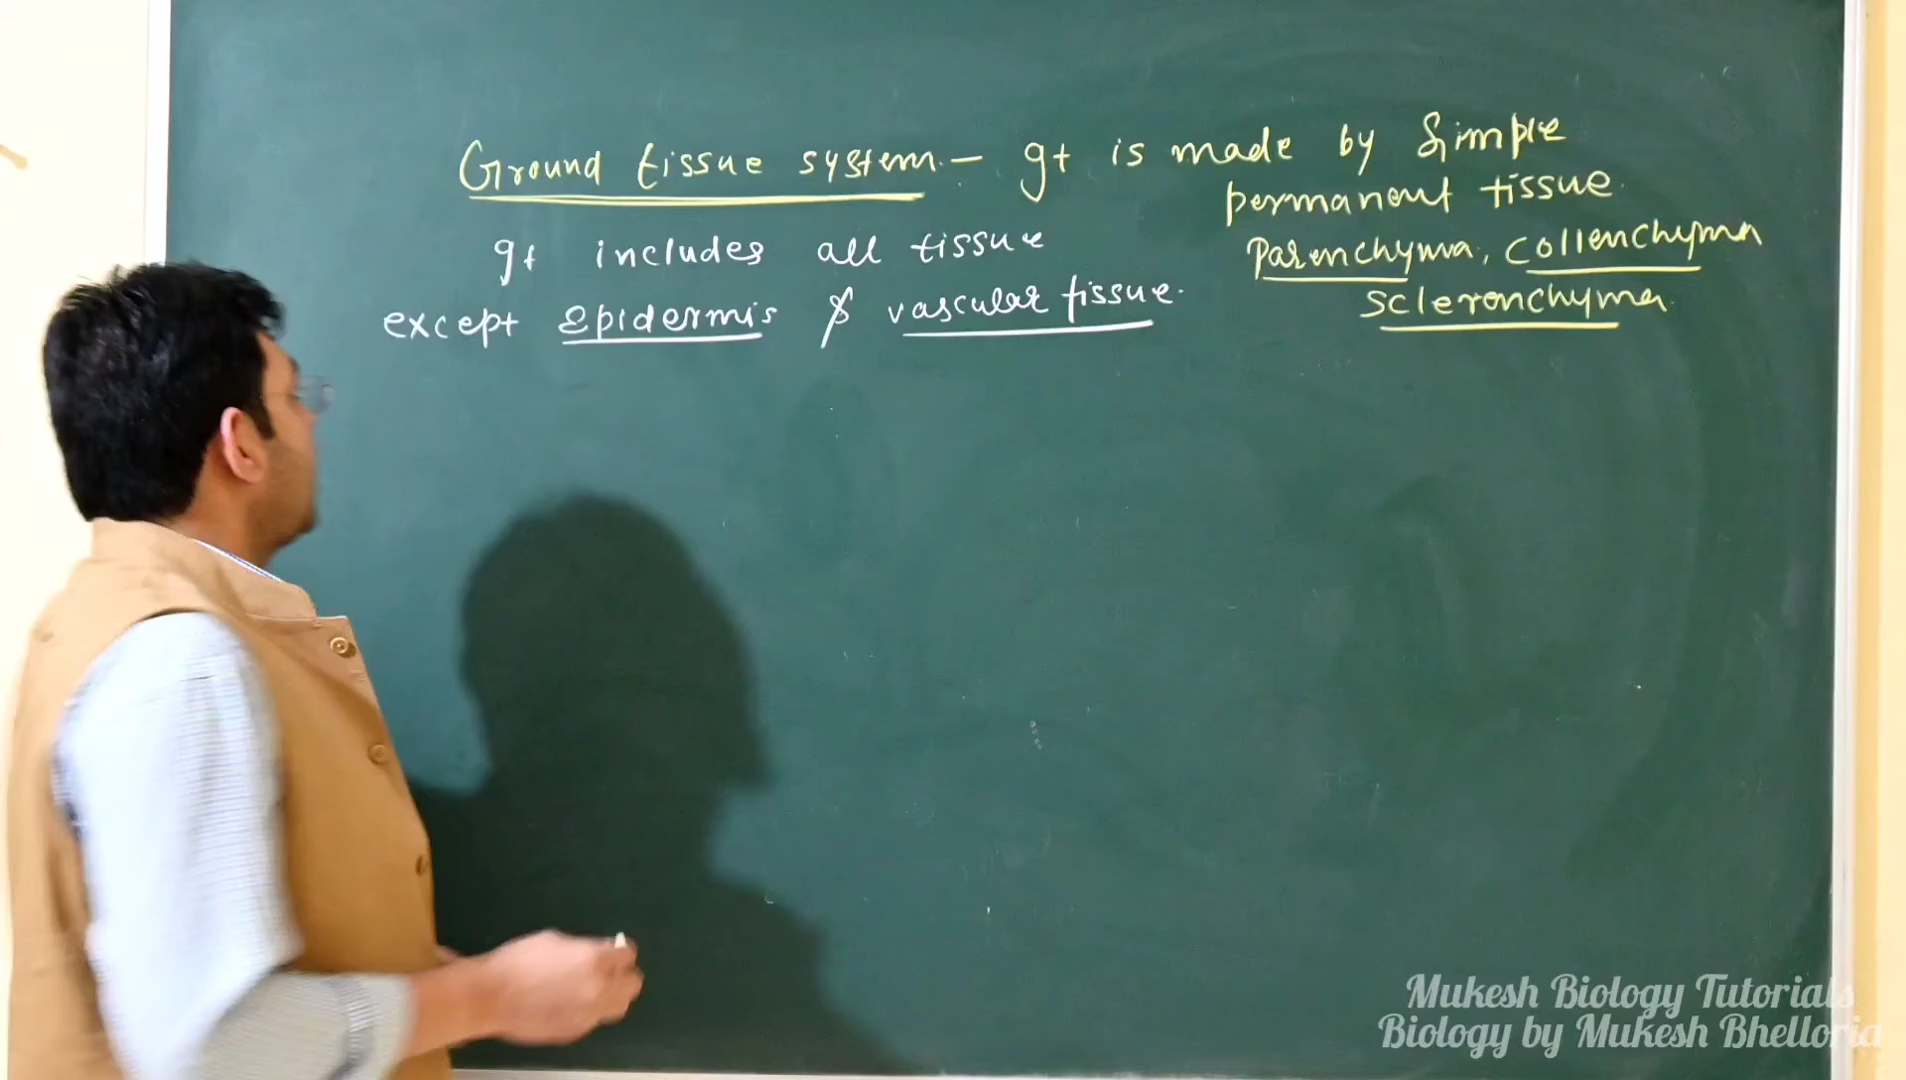 Ground tissue system - gt is made by Simple
permanent tissue.
Parenchyma, collenchyma
sclerenchyma.
gt includes all tissue
except Epidermis & vascular tissue.
Mukesh Biology Tutorials
Biology by Mukesh Bhelloria